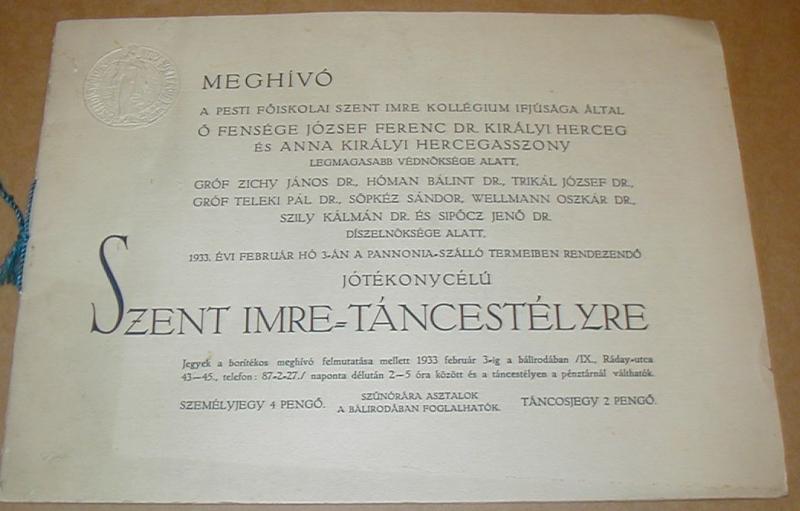 MEGHÍVÓ
A PESTI FŐISKOLAI SZENT IMRE KOLLÉGIUM IFJÚSÁGA ÁLTAL
Ő FENSÉGE JÓZSEF FERENC DR. KIRÁLYI HERCEG
ÉS ANNA KIRÁLYI HERCEGASSZONY
LEGMAGASABB VÉDNÖKSÉGE ALATT,
GRÓF ZICHY JÁNOS DR., HÓMAN BÁLINT DR., TRIKÁL JÓZSEF DR.,
GRÓF TELEKI PÁL DR., SÖPKÉZ SÁNDOR, WELLMANN OSZKÁR DR.,
SZILY KÁLMÁN DR. ÉS SIPŐCZ JENŐ DR.
DÍSZELNÖKSÉGE ALATT,
1933. ÉVI FEBRUÁR HÓ 3-ÁN A PANNONIA-SZÁLLÓ TERMEIBEN RENDEZENDŐ
JÓTÉKONYCÉLÚ
SZENT IMRE-TÁNCESTÉLYRE
Jegyek a borítékos meghívó felmutatása mellett 1933 február 3-ig a bálirodában /IX., Ráday-utca
43—45., telefon: 87-2-27./ naponta délután 2—5 óra között és a táncestélyen a pénztárnál válthatók.
SZEMÉLYJEGY 4 PENGŐ.
SZÜNÓRÁRA ASZTALOK
A BÁLIRODÁBAN FOGLALHATÓK.
TÁNCOSJEGY 2 PENGŐ.